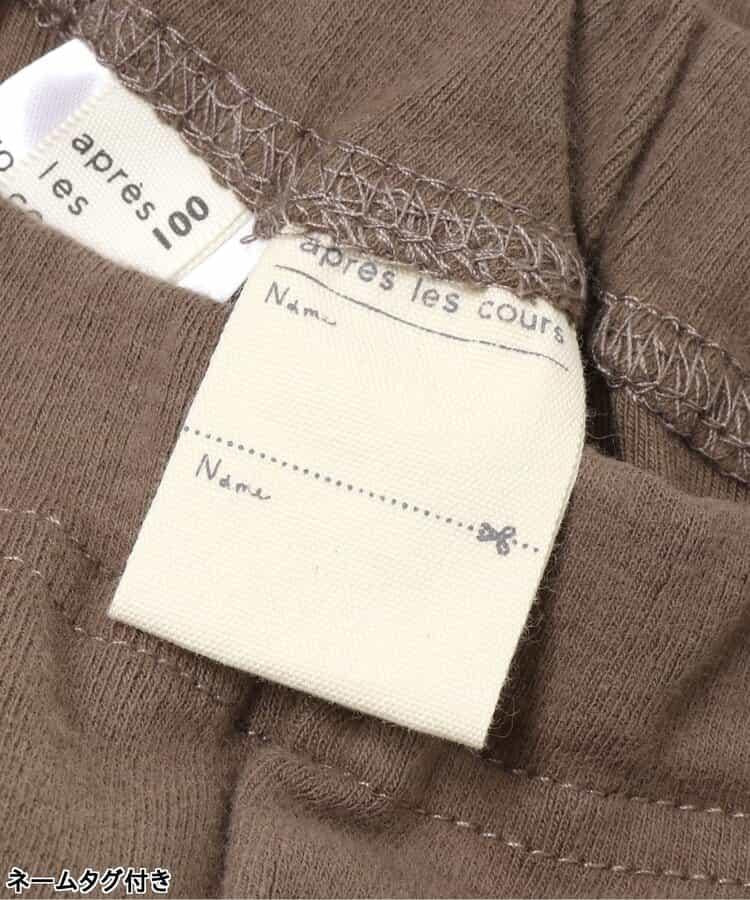 après
100
les
après les cours
Name
Name
ネームタグ付き